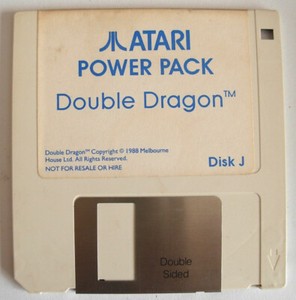 ATARI
POWER PACK
Double Dragon™
Double Dragon™ Copyright © 1988 Melbourne
House Ltd. All Rights Reserved.
NOT FOR RESALE OR HIRE
Disk J
Double
Sided